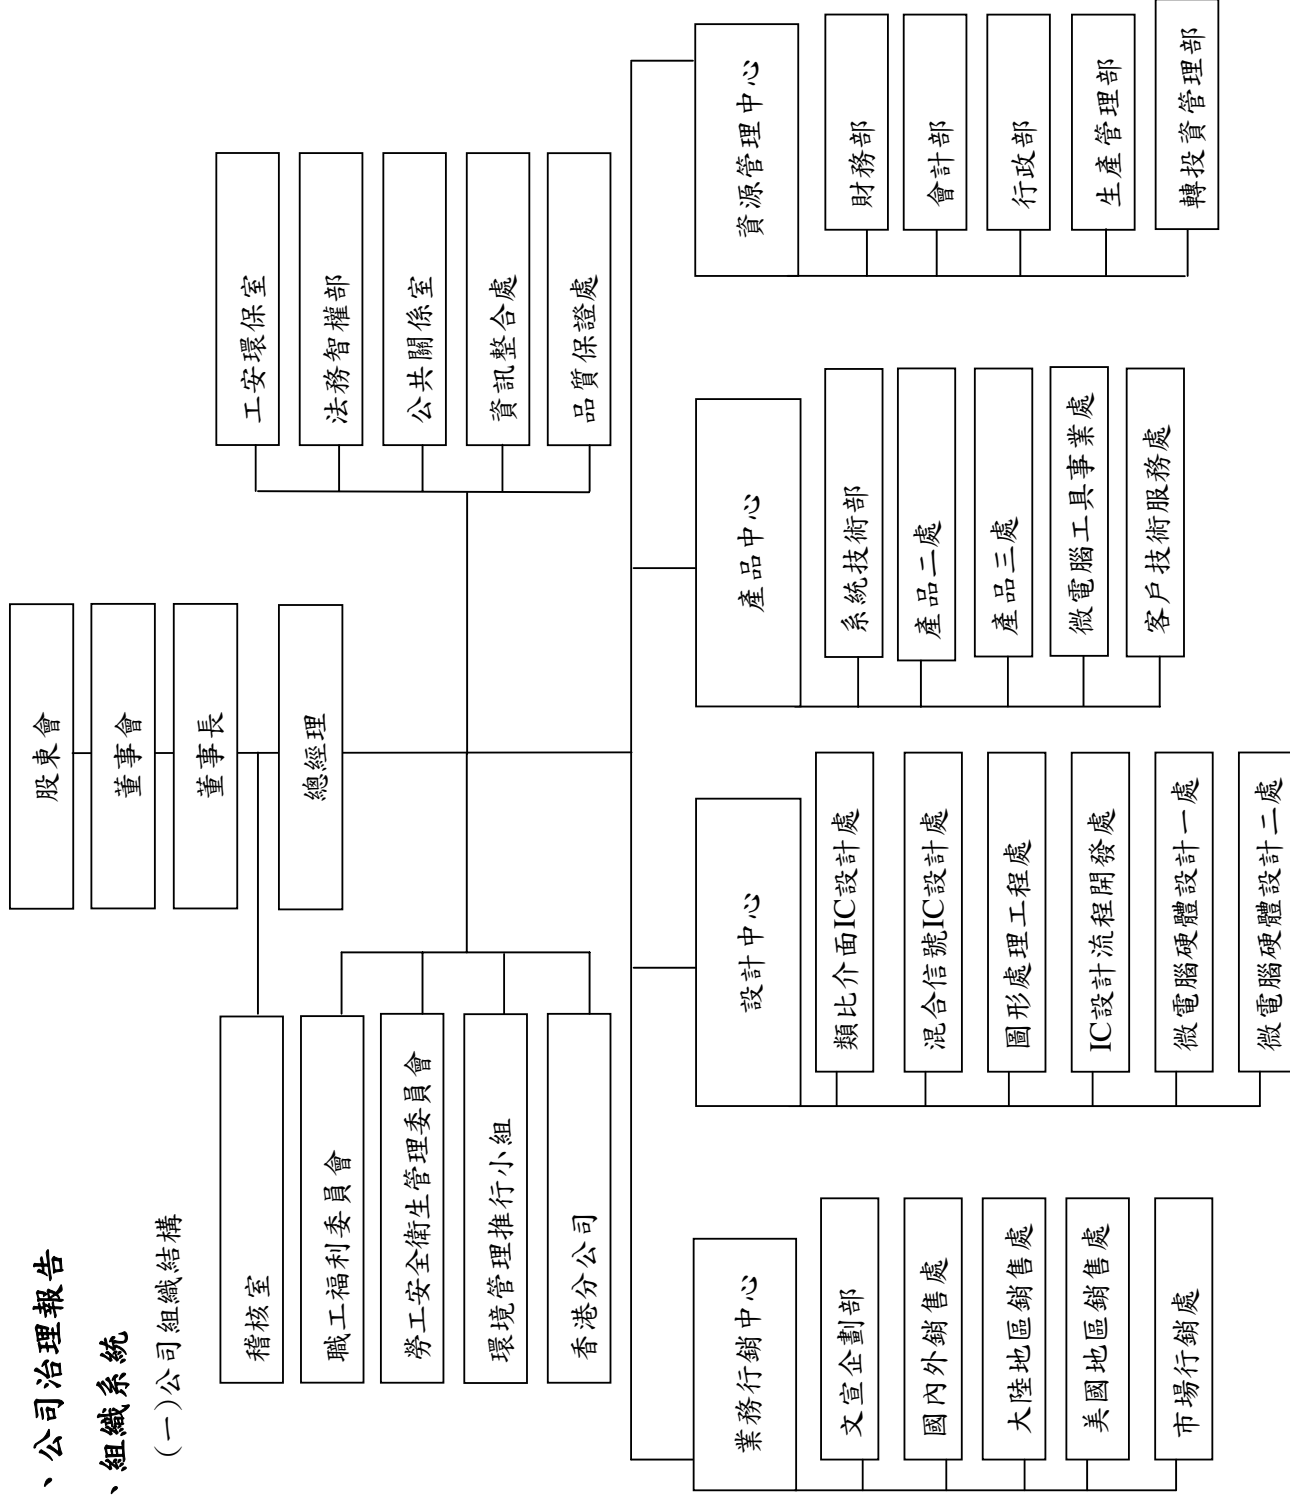 、公司治理報告
、組織系統
(一)公司組織結構
股東會
董事會
董事長
總經理
稽核室
職工福利委員會
勞工安全衛生管理委員會
環境管理推行小組
香港分公司
工安環保室
法務智權部
公共關係室
資訊整合處
品質保證處
業務行銷中心
文宣企劃部
國內外銷售處
大陸地區銷售處
美國地區銷售處
市場行銷處
設計中心
類比介面IC設計處
混合信號IC設計處
圖形處理工程處
IC設計流程開發處
微電腦硬體設計一處
微電腦硬體設計二處
產品中心
系統技術部
產品二處
產品三處
微電腦工具事業處
客戶技術服務處
資源管理中心
財務部
會計部
行政部
生產管理部
轉投資管理部